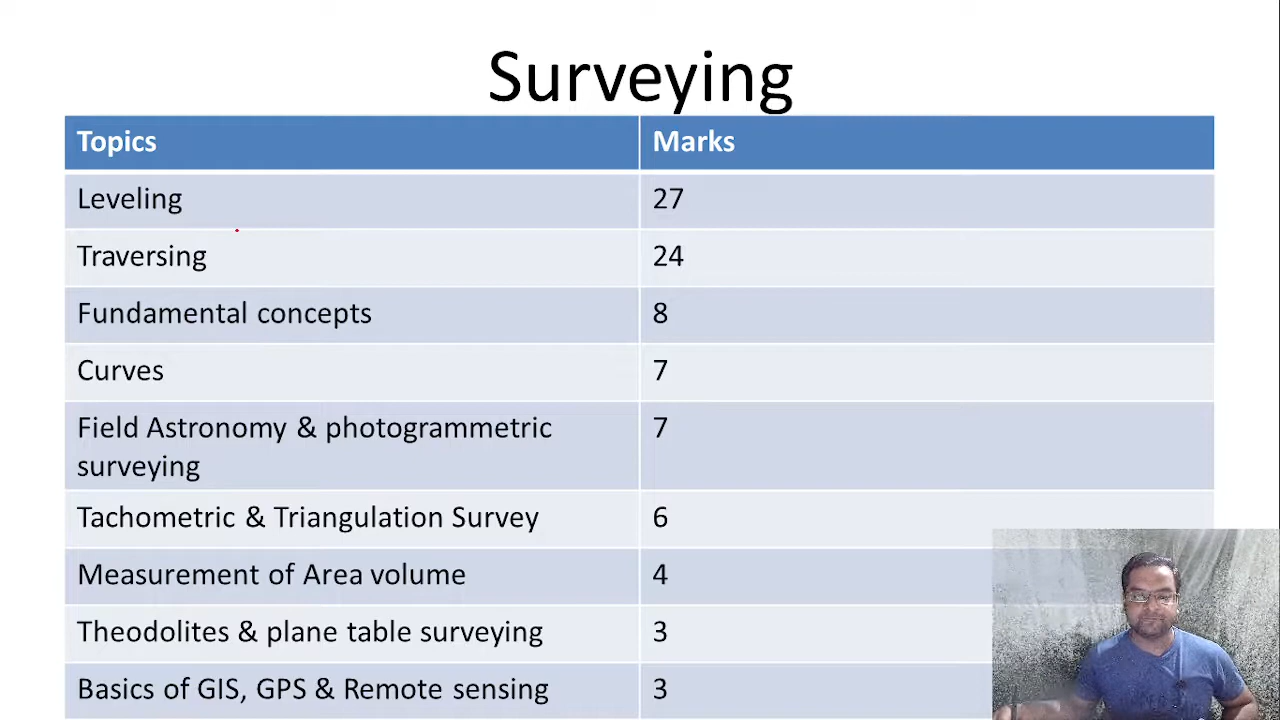 Surveying
Topics Marks
Leveling 27
Traversing 24
Fundamental concepts 8
Curves 7
Field Astronomy & photogrammetric 7
surveying
Tachometric & Triangulation Survey 6
Measurement of Area volume 4
Theodolites & plane table surveying 3
Basics of GIS, GPS & Remote sensing 3